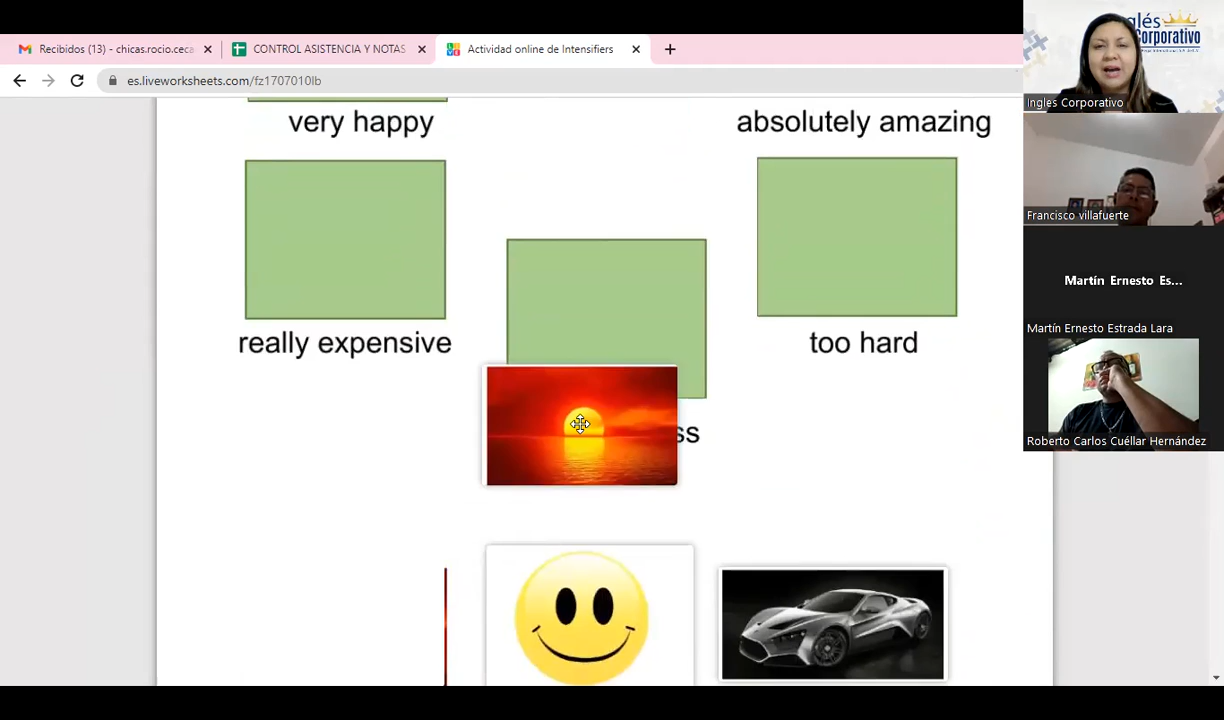 Recibidos (13) - chicas.rocio.ceca
CONTROL ASISTENCIA Y NOTAS
Actividad online de Intensifiers
es.liveworksheets.com/fz1707010lb
very happy
absolutely amazing
really expensive
too hard
ss
glés
Corporativo
Ingles Corporativo
Francisco villafuerte
Martín Ernesto Es...
Martín Ernesto Estrada Lara
Roberto Carlos Cuéllar Hernández